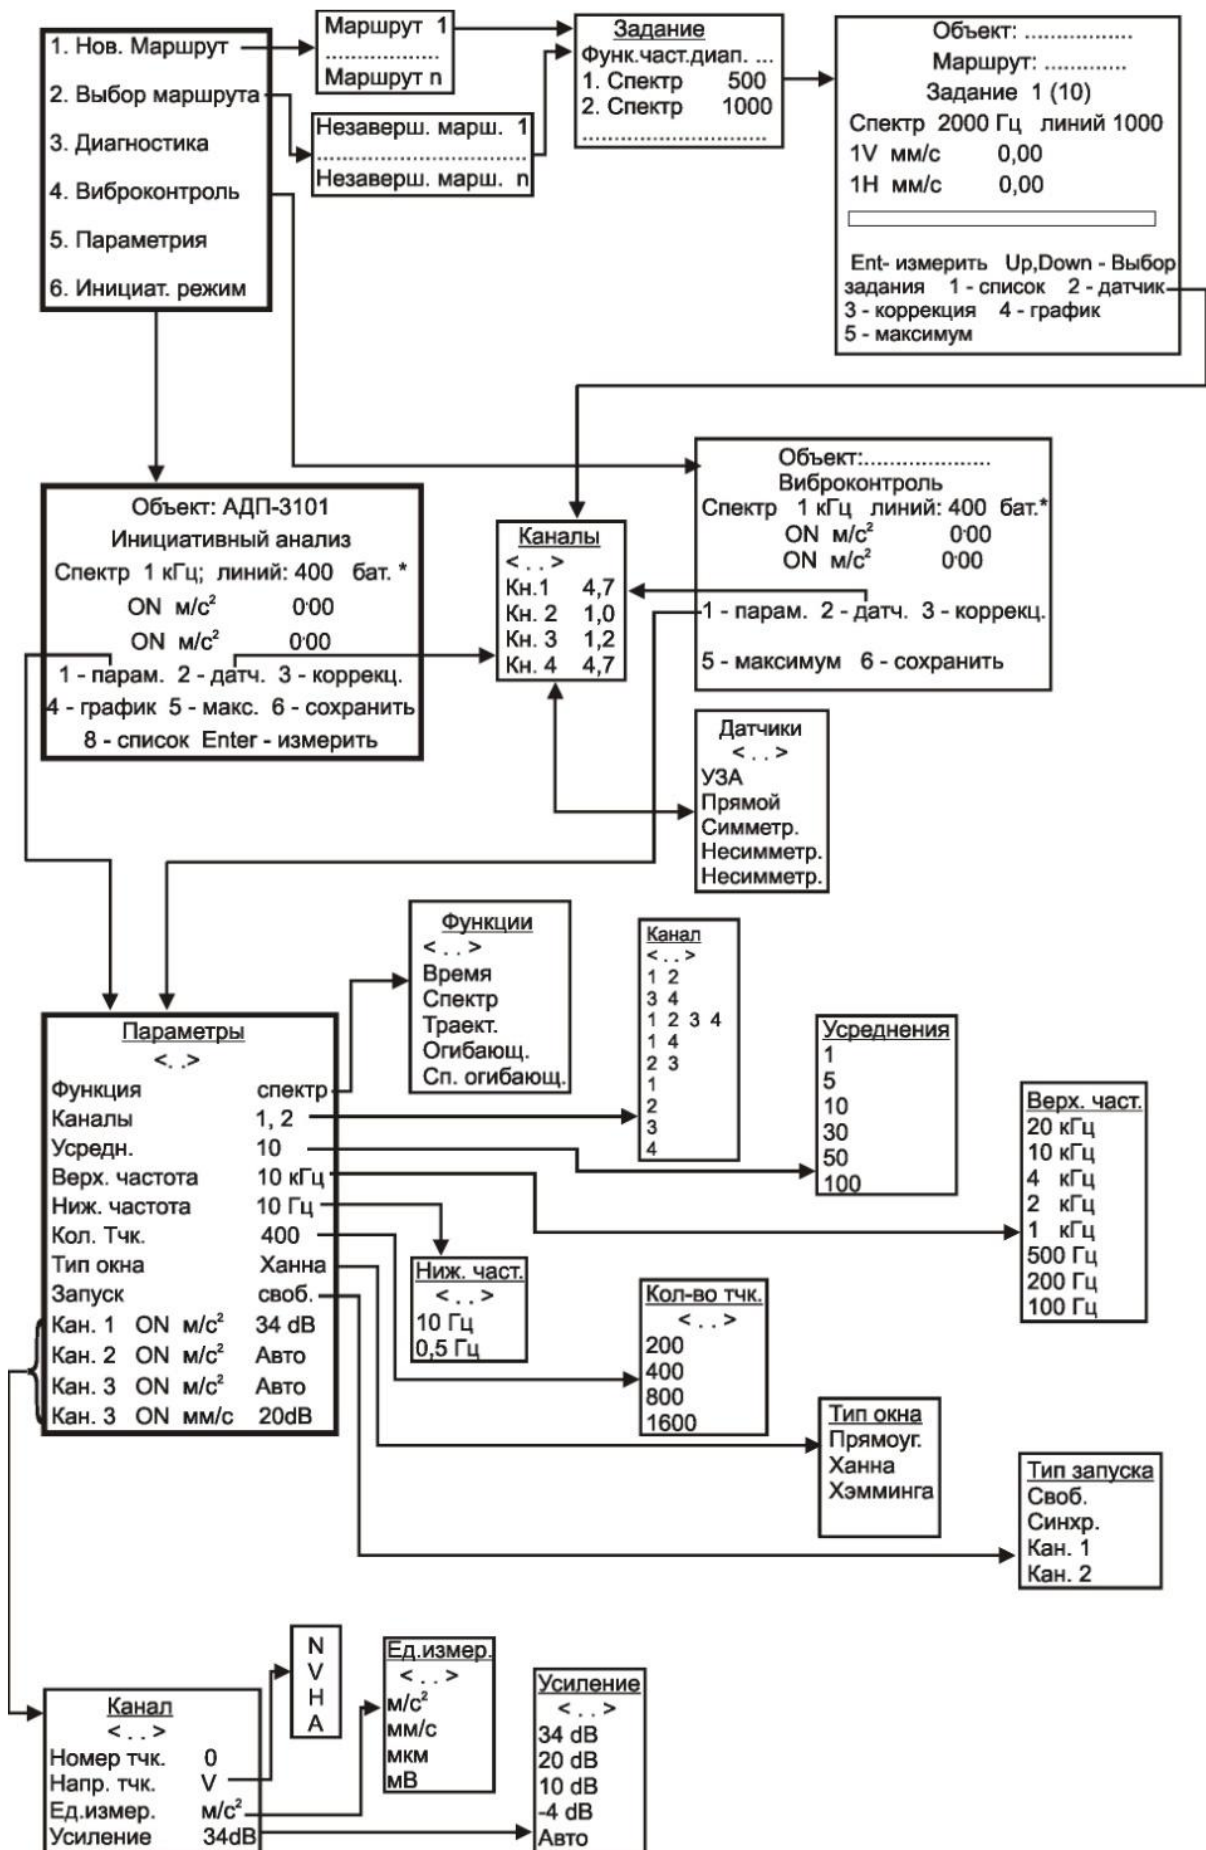 1. Нов. Маршрут
2. Выбор маршрута
3. Диагностика
4. Виброконтроль
5. Параметрия
6. Инициат. режим
Маршрут 1
..................
Маршрут n
Незаверш. марш. 1
..............................
Незаверш. марш. n
Задание
Функ.част.диап. ...
1. Спектр 500
2. Спектр 1000
..........................
Объект: ................
Маршрут: .............
Задание 1 (10)
Спектр 2000 Гц линий 1000
1V мм/с 0,00
1Н мм/с 0,00
Ent- измерить Up,Down - Выбор
задания 1 - список 2 - датчик
3 - коррекция 4 - график
5 - максимум
Объект: АДП-3101
Инициативный анализ
Спектр 1 кГц; линий: 400 бат. *
ON м/с² 0·00
ON м/с² 0·00
1 - парам. 2 - датч. 3 - коррекц.
4 - график 5 - макс. 6 - сохранить
8 - список Enter - измерить
Каналы
< . . >
Кн.1 4,7
Кн. 2 1,0
Кн. 3 1,2
Кн. 4 4,7
Объект:...................
Виброконтроль
Спектр 1 кГц линий: 400 бат.*
ON м/с² 0·00
ON м/с² 0·00
1 - парам. 2 - датч. 3 - коррекц.
5 - максимум 6 - сохранить
Датчики
< . . >
УЗА
Прямой
Симметр.
Несимметр.
Несимметр.
Параметры
<. .>
Функция спектр
Каналы 1, 2
Усредн. 10
Верх. частота 10 кГц
Ниж. частота 10 Гц
Кол. Тчк. 400
Тип окна Ханна
Запуск своб.
Кан. 1 ON м/с² 34 dB
Кан. 2 ON м/с² Авто
Кан. 3 ON м/с² Авто
Кан. 3 ON мм/с 20dB
Функции
< . . >
Время
Спектр
Траект.
Огибающ.
Сп. огибающ.
Канал
< . . >
1 2
3 4
1 2 3 4
1 4
2 3
1
2
3
4
Усреднения
1
5
10
30
50
100
Верх. част.
20 кГц
10 кГц
4 кГц
2 кГц
1 кГц
500 Гц
200 Гц
100 Гц
Ниж. част.
< . . >
10 Гц
0,5 Гц
Кол-во тчк.
< . . >
200
400
800
1600
Тип окна
Прямоуг.
Ханна
Хэмминга
Тип запуска
Своб.
Синхр.
Кан. 1
Кан. 2
Канал
< . . >
Номер тчк. 0
Напр. тчк. V
Ед.измер. м/с²
Усиление 34dB
N
V
H
A
Ед.измер.
< . . >
м/с²
мм/с
мкм
мВ
Усиление
< . . >
34 dB
20 dB
10 dB
-4 dB
Авто